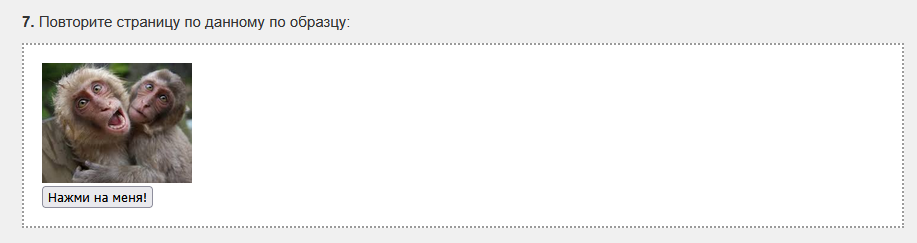 7. Повторите страницу по данному по образцу:
Нажми на меня!